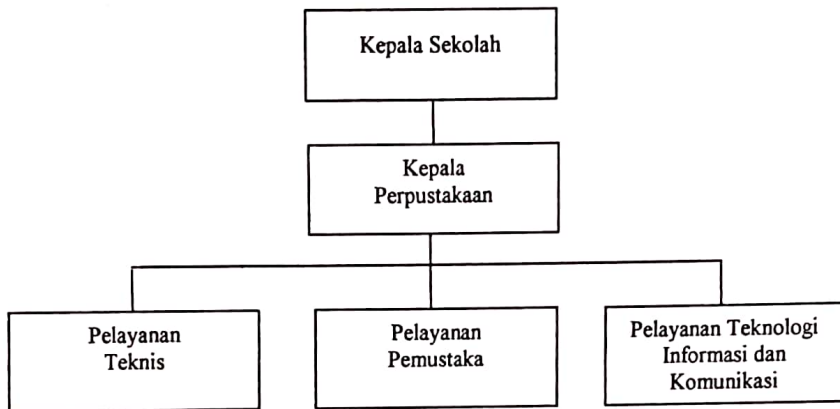 Kepala Sekolah
Kepala
Perpustakaan
Pelayanan
Teknis
Pelayanan
Pemustaka
Pelayanan Teknologi
Informasi dan
Komunikasi